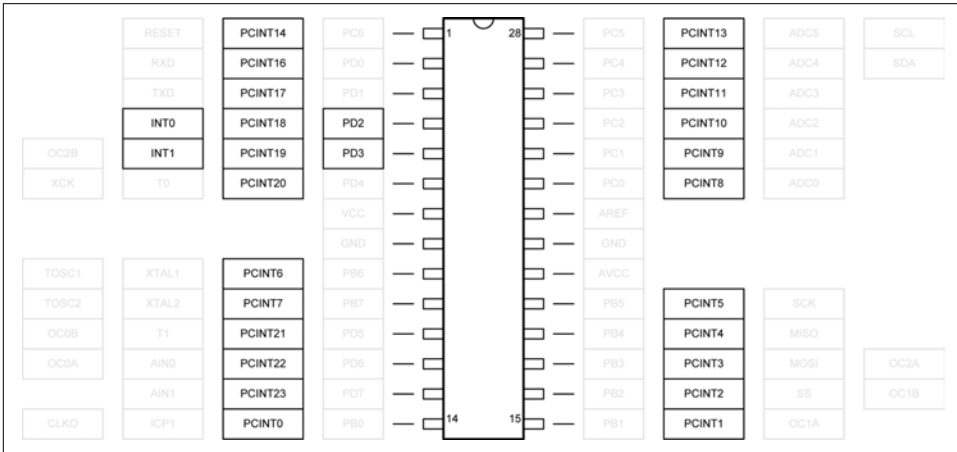 RESET PCINT14 PC6 1 28 PC5 PCINT13 ADC5 SCL
RXD PCINT16 PD0 PC4 PCINT12 ADC4 SDA
TXD PCINT17 PD1 PC3 PCINT11 ADC3
INT0 PCINT18 PD2 PC2 PCINT10 ADC2
OC2B INT1 PCINT19 PD3 PC1 PCINT9 ADC1
XCK T0 PCINT20 PD4 PC0 PCINT8 ADC0
VCC AREF
GND GND
TOSC1 XTAL1 PCINT6 PB6 AVCC
TOSC2 XTAL2 PCINT7 PB7 PB5 PCINT5 SCK
OC0B T1 PCINT21 PD5 PB4 PCINT4 MISO
OC0A AIN0 PCINT22 PD6 PB3 PCINT3 MOSI OC2A
AIN1 PCINT23 PD7 PB2 PCINT2 SS OC1B
CLKO ICP1 PCINT0 PB0 14 15 PB1 PCINT1 OC1A